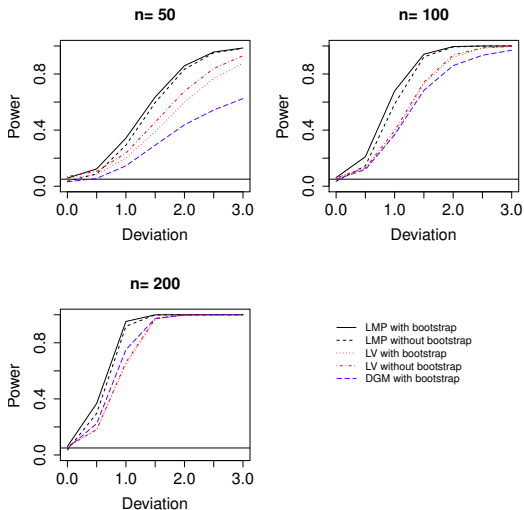 n= 50
Power
0.0 0.4 0.8
0.0 1.0 2.0 3.0
Deviation
n= 100
Power
0.0 0.4 0.8
0.0 1.0 2.0 3.0
Deviation
n= 200
Power
0.0 0.4 0.8
0.0 1.0 2.0 3.0
Deviation
LMP with bootstrap
LMP without bootstrap
LV with bootstrap
LV without bootstrap
DGM with bootstrap